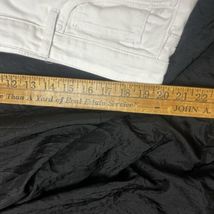 12 13 14 15 16 17 18 19 20 21 22
e Than A Yard of Real Estate Service" — JOHN A.